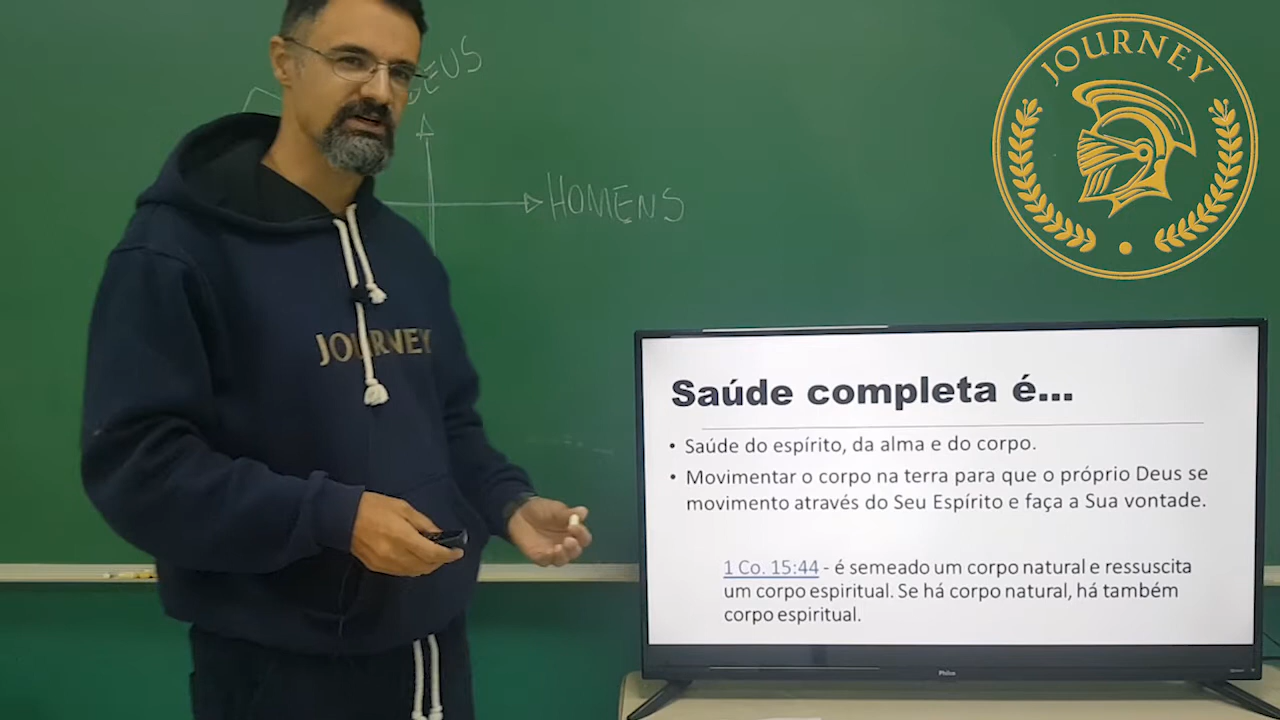 DEUS
HOMENS
JOURNEY
JOURNEY
Saúde completa é...
• Saúde do espírito, da alma e do corpo.
• Movimentar o corpo na terra para que o próprio Deus se
movimento através do Seu Espírito e faça a Sua vontade.
1 Co. 15:44 - é semeado um corpo natural e ressuscita
um corpo espiritual. Se há corpo natural, há também
corpo espiritual.
Philco